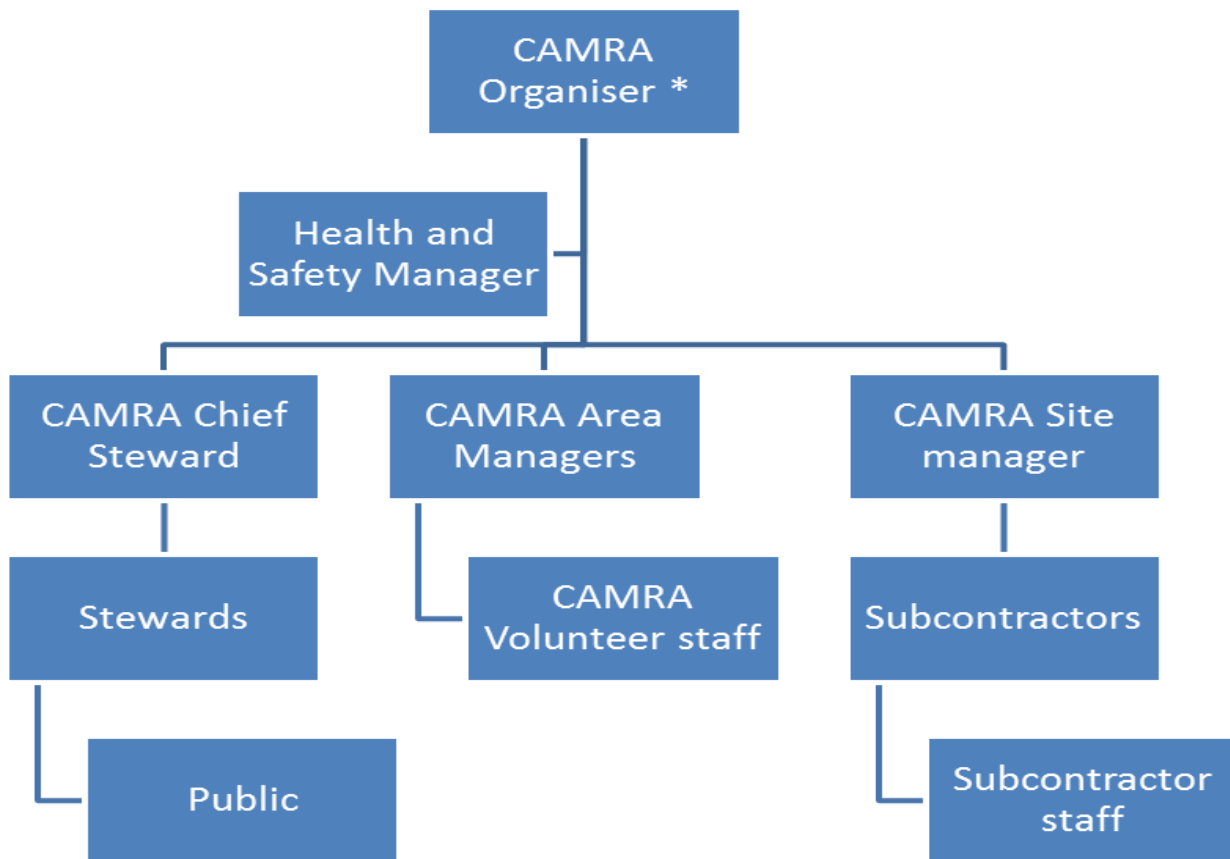 CAMRA
Organiser *
Health and
Safety Manager
CAMRA Chief
Steward
CAMRA Area
Managers
CAMRA Site
manager
Stewards
CAMRA
Volunteer staff
Subcontractors
Public
Subcontractor
staff